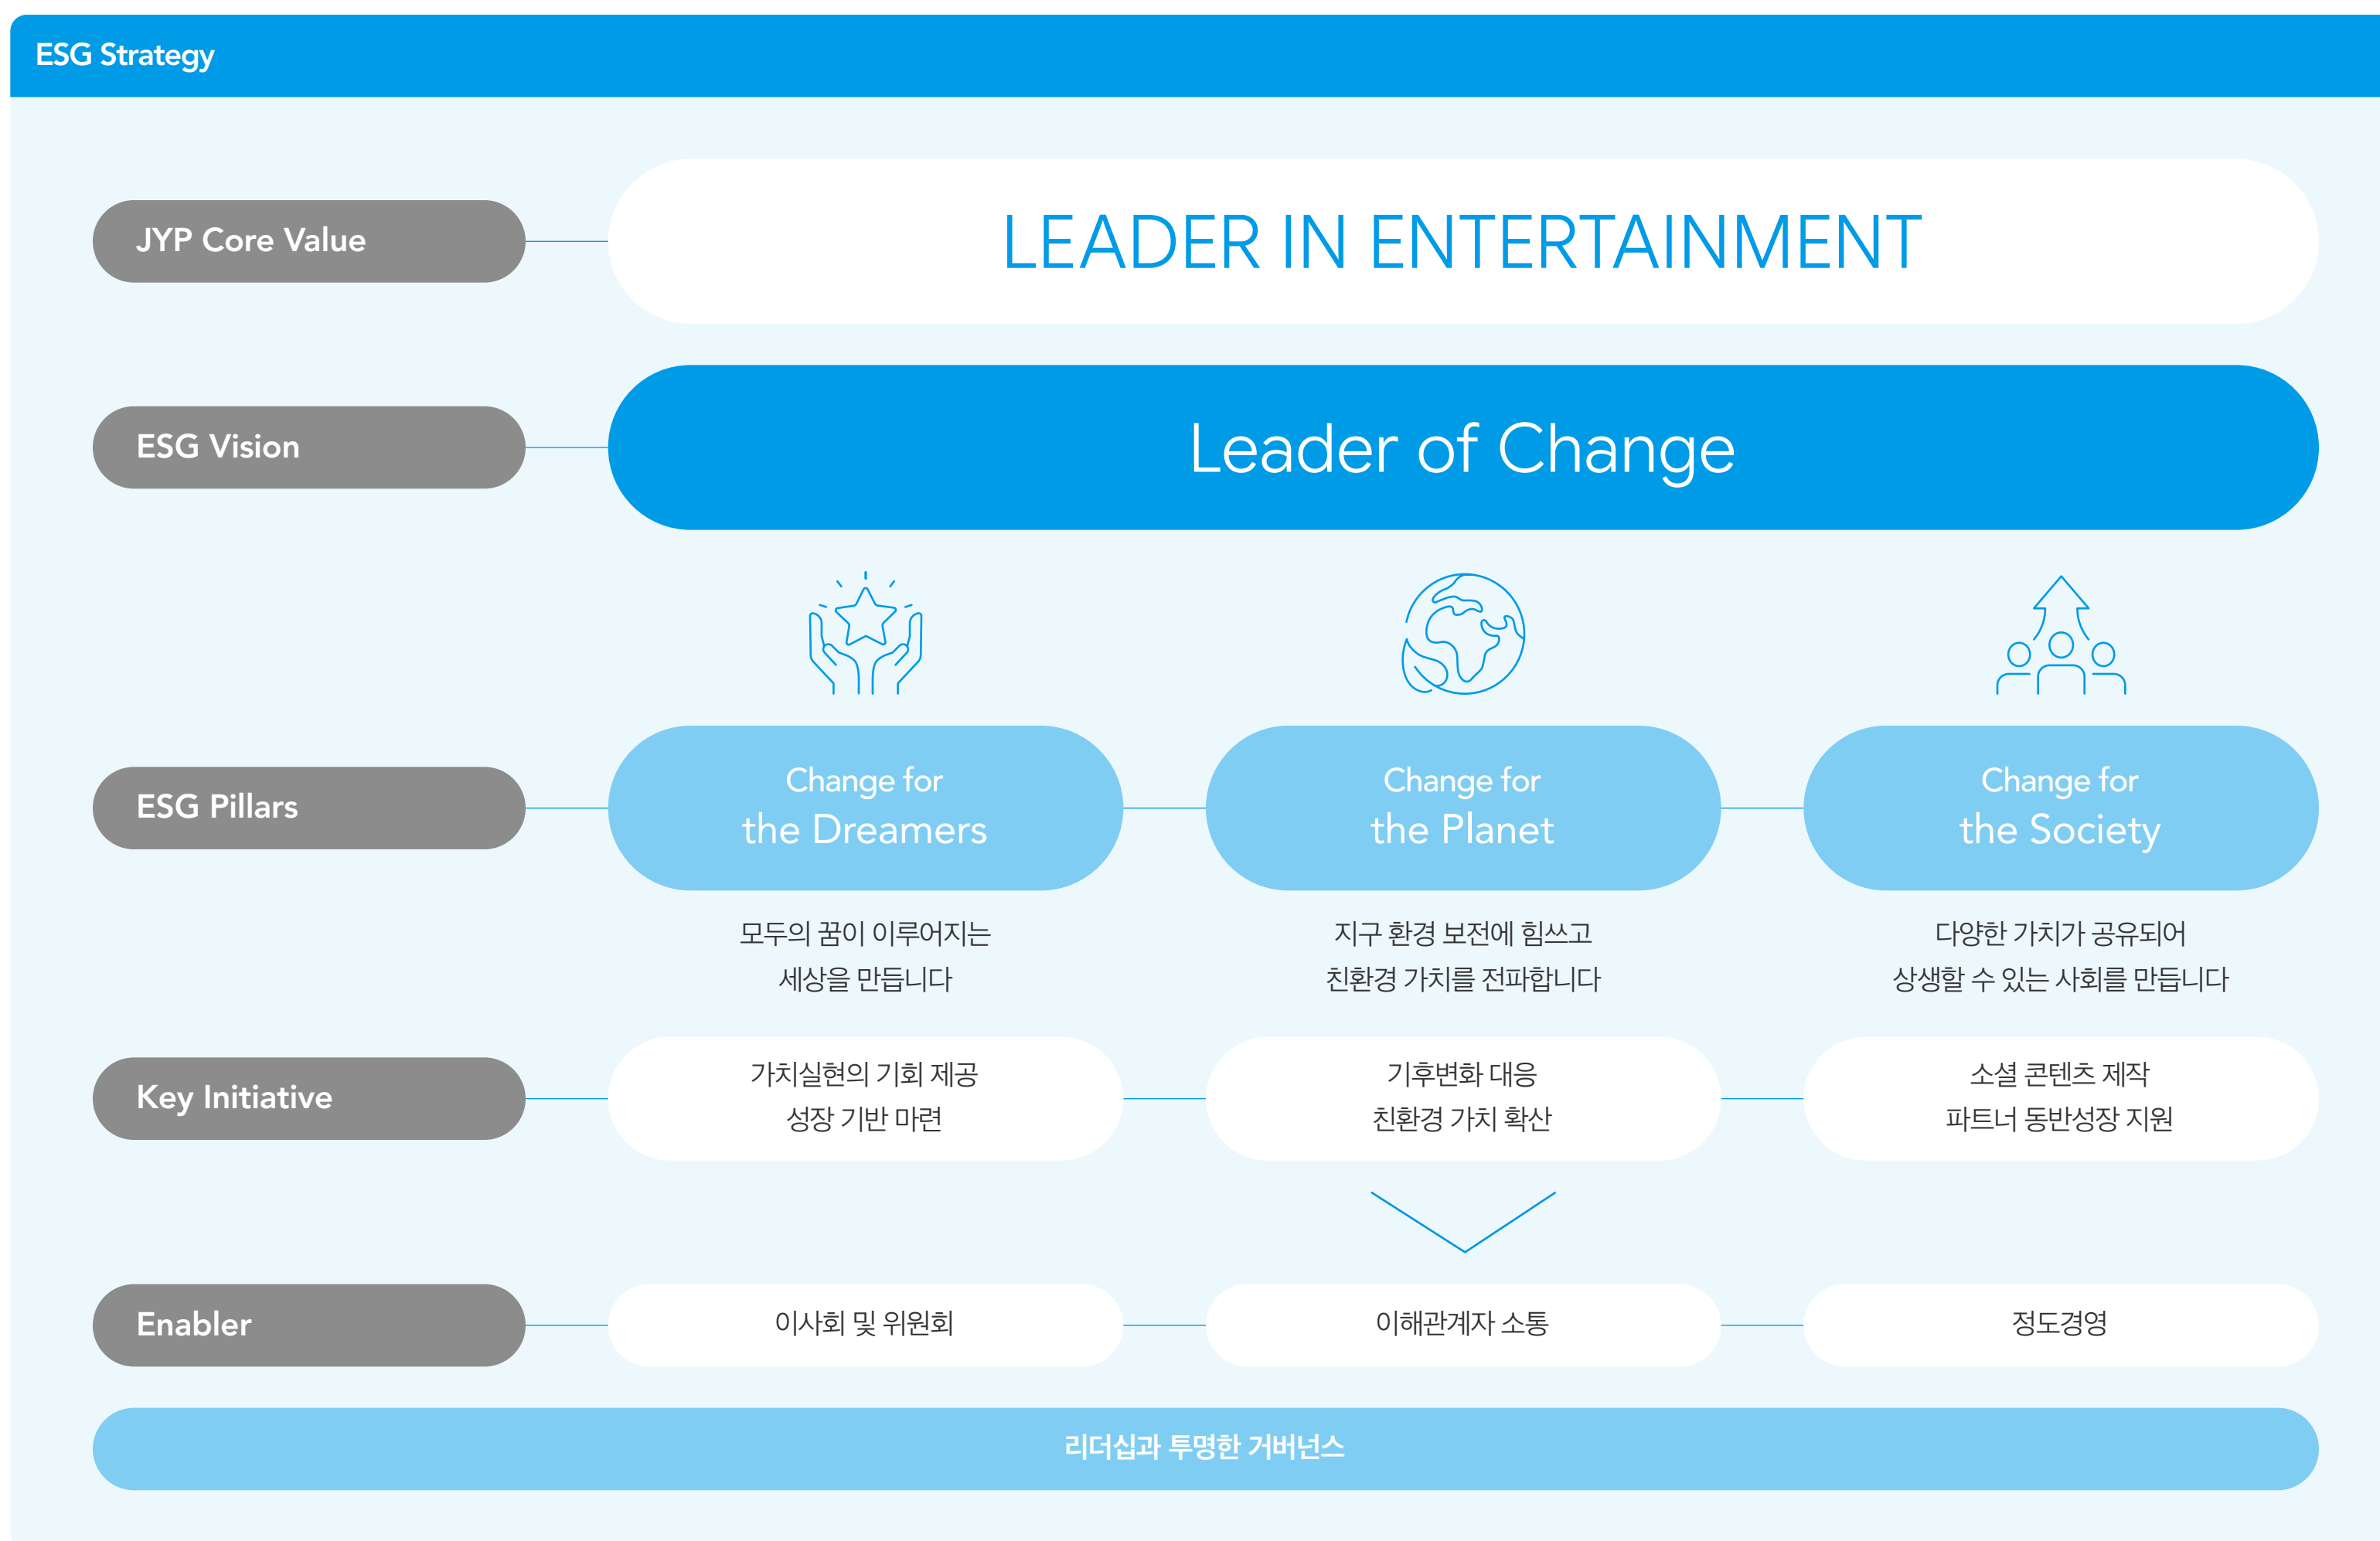 ESG Strategy
JYP Core Value
LEADER IN ENTERTAINMENT
ESG Vision
Leader of Change
ESG Pillars
Change for
the Dreamers
Change for
the Planet
Change for
the Society
모두의 꿈이 이루어지는
세상을 만듭니다
지구 환경 보전에 힘쓰고
친환경 가치를 전파합니다
다양한 가치가 공유되어
상생할 수 있는 사회를 만듭니다
Key Initiative
가치실현의 기회 제공
성장 기반 마련
기후변화 대응
친환경 가치 확산
소셜 콘텐츠 제작
파트너 동반성장 지원
Enabler
이사회 및 위원회
이해관계자 소통
정도경영
리더십과 투명한 거버넌스